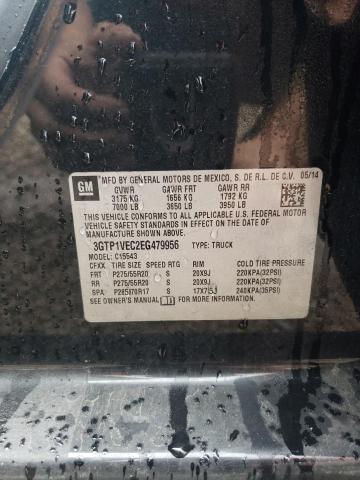 GM
MFD BY GENERAL MOTORS DE MEXICO, S. DE R.L. DE C.V. 05/14
GVWR GAWR FRT GAWR RR
3175 KG 1656 KG 1792 KG
7000 LB 3650 LB 3950 LB
THIS VEHICLE CONFORMS TO ALL APPLICABLE U.S. FEDERAL MOTOR
VEHICLE SAFETY STANDARDS IN EFFECT ON THE DATE OF
MANUFACTURE SHOWN ABOVE.
3GTP1VEC2EG479956 TYPE: TRUCK
MODEL: C15543
CFXX TIRE SIZE SPEED RTG RIM COLD TIRE PRESSURE
FRT P275/55R20 S 20X9J 220KPA(32PSI)
RR P275/55R20 S 20X9J 220KPA(32PSI)
SPA P265/70R17 S 17X7.5J 240KPA(35PSI)
SEE OWNER'S MANUAL FOR MORE INFORMATION